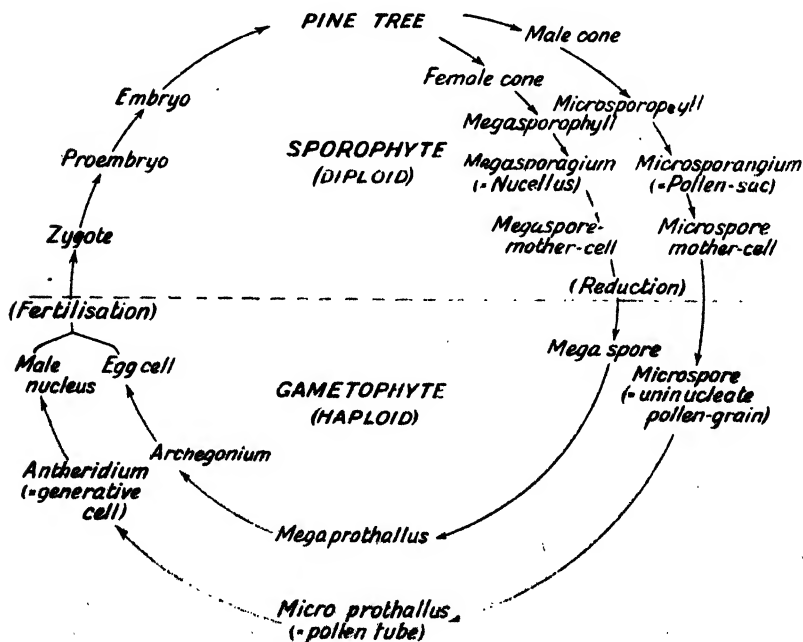 PINE TREE
Male cone
Female cone
Embryo
Microsporopeyll
Megasporophyll
Proembryo
SPOROPHYTE
(DIPLOID)
Megasporagium
(=Nucellus)
Microsporangium
(=Pollen-sac)
Zygote
Megaspore-
mother-cell
Microspore
mother-cell
(Reduction)
(Fertilisation)
Male
nucleus
Egg cell
Mega spore
GAMETOPHYTE
(HAPLOID)
Microspore
(=uninucleate
pollen-grain)
Archegonium
Antheridium
(=generative
cell)
Megaprothallus
Micro prothallus
(=pollen tube)